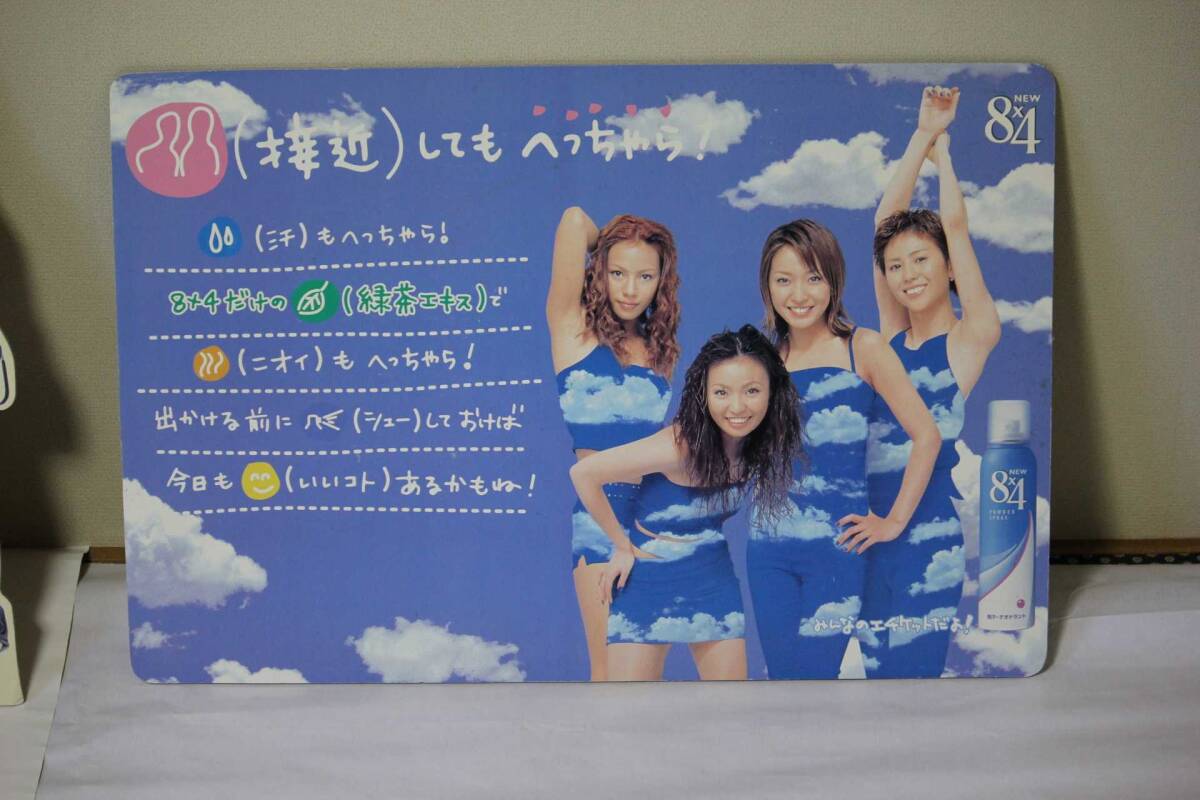 (接近)してもへっちゃら!
(ミチ)もへっちゃら!
8x4だけの(緑茶エキス)で
(ニオイ)もへっちゃら!
出かける前に(シュー)しておけば
今日も(いいコト)あるかもね!
NEW
8x4
NEW
8x4
POWDER
SPRAY
みんなのエチケットだよ!